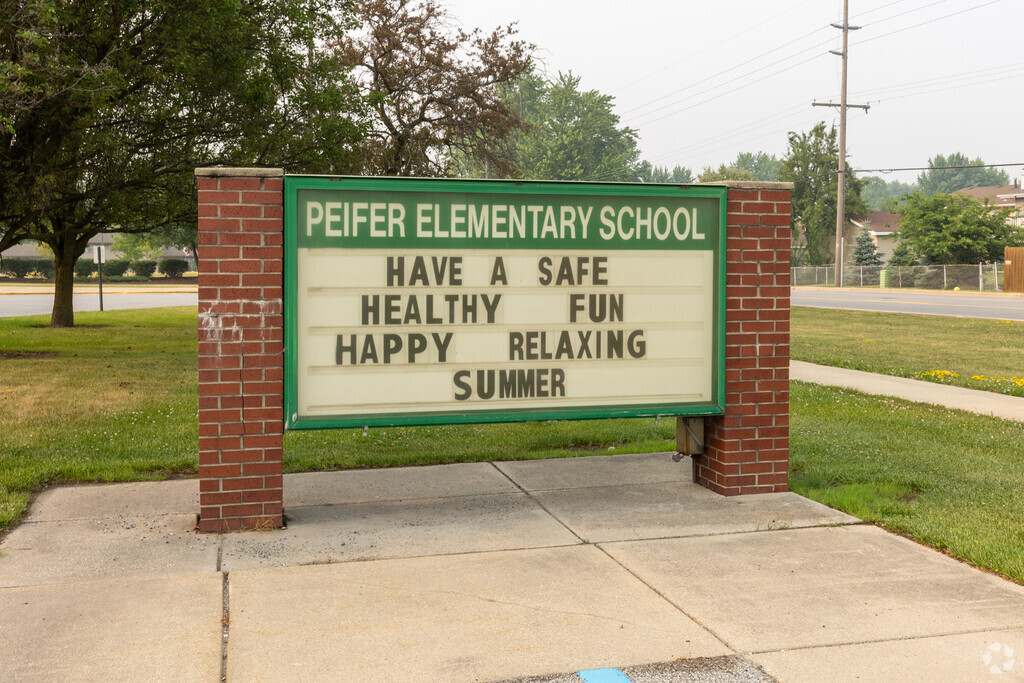 PEIFER ELEMENTARY SCHOOL
HAVE A SAFE
HEALTHY FUN
HAPPY RELAXING
SUMMER